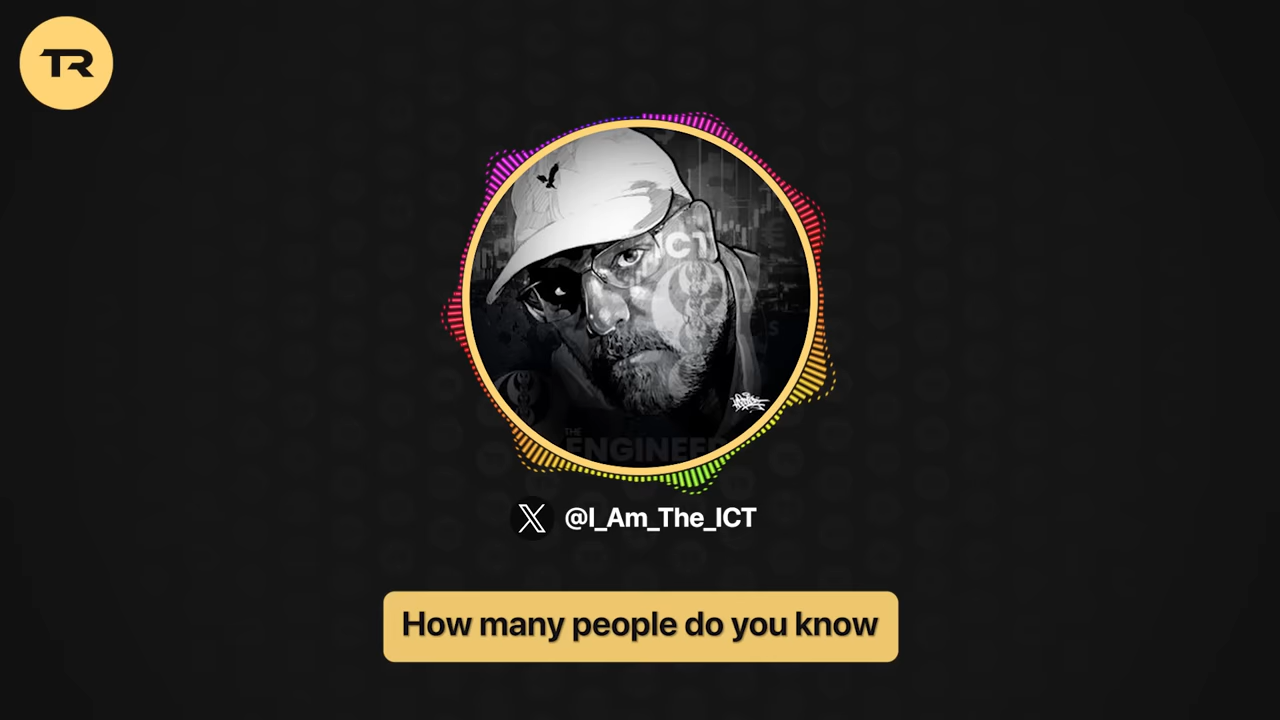 TR
ICT
THE
ENGINEER
@I_Am_The_ICT
How many people do you know